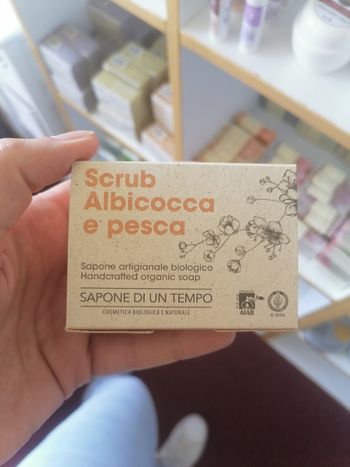 Scrub
Albicocca
e pesca
Sapone artigianale biologico
Handcrafted organic soap
SAPONE DI UN TEMPO
COSMETICA BIOLOGICA E NATURALE
AIAB